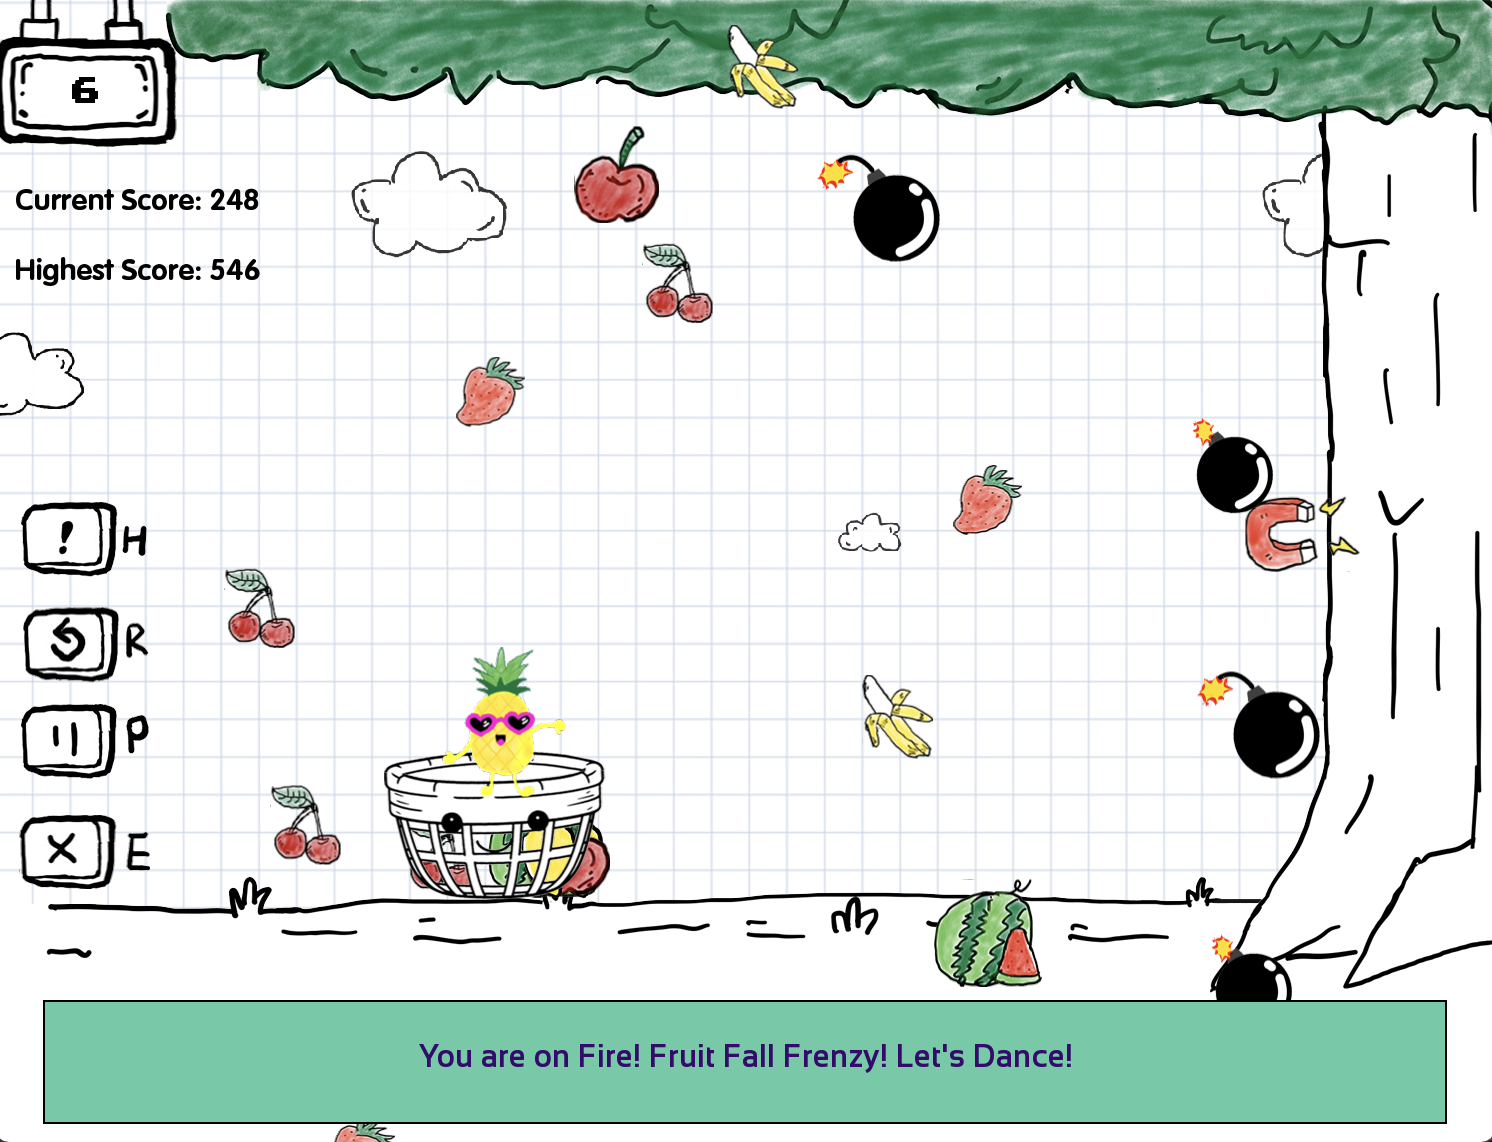 6
Current Score: 248
Highest Score: 546
! H
R
P
X E
You are on Fire! Fruit Fall Frenzy! Let's Dance!